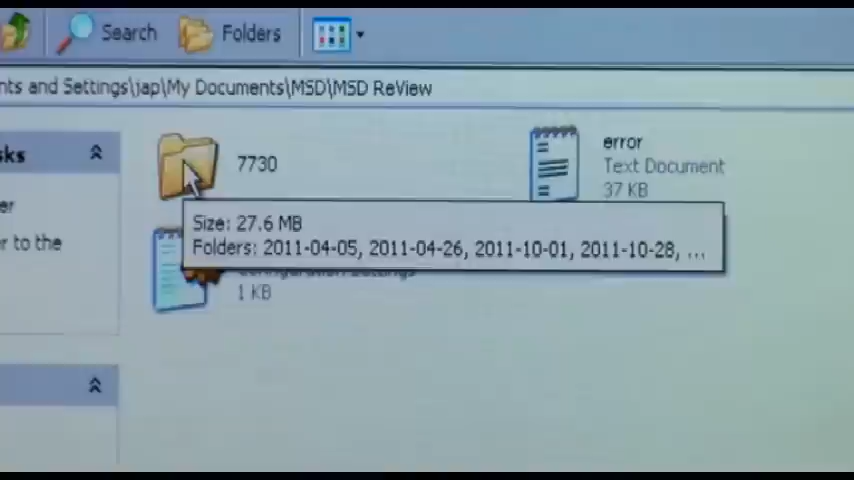 Search Folders
nts and Settings\jap\My Documents\MSD\MSD ReView
sks
7730
error
Text Document
37 KB
er
r to the
Size: 27.6 MB
Folders: 2011-04-05, 2011-04-26, 2011-10-01, 2011-10-28, ...
Configuration Settings
1 KB